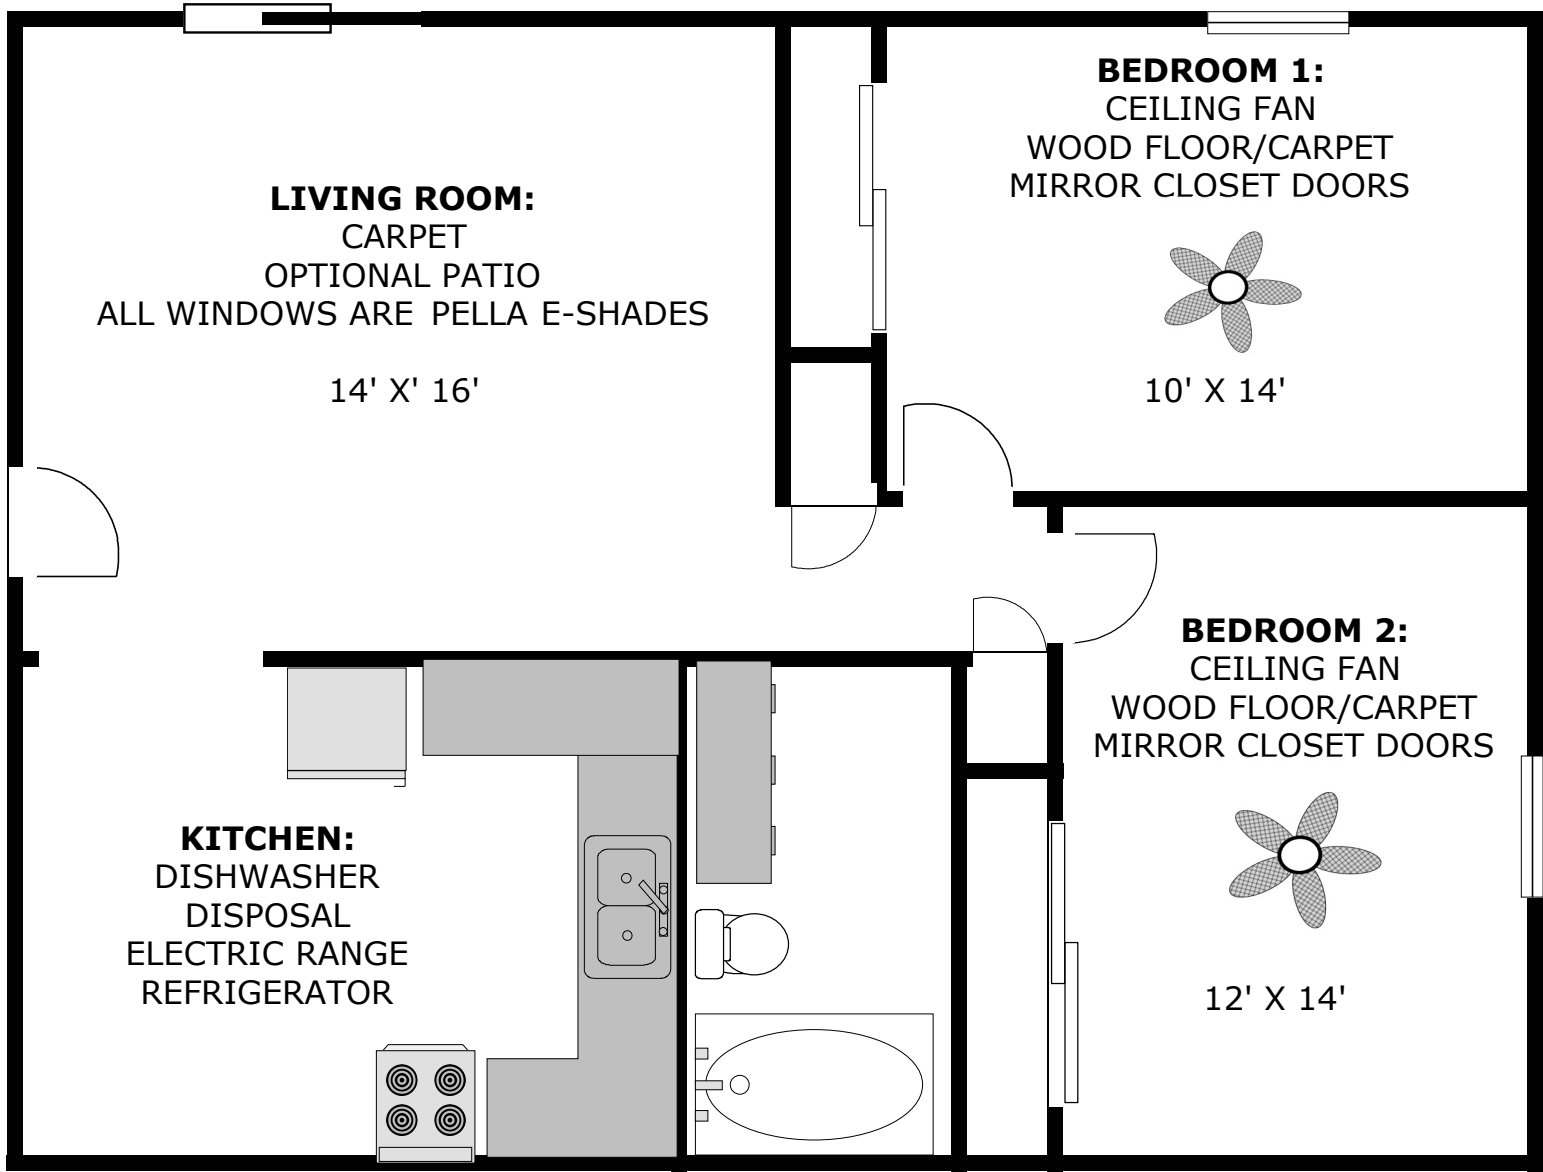 LIVING ROOM:
CARPET
OPTIONAL PATIO
ALL WINDOWS ARE PELLA E-SHADES
14' X' 16'
BEDROOM 1:
CEILING FAN
WOOD FLOOR/CARPET
MIRROR CLOSET DOORS
10' X 14'
KITCHEN:
DISHWASHER
DISPOSAL
ELECTRIC RANGE
REFRIGERATOR
BEDROOM 2:
CEILING FAN
WOOD FLOOR/CARPET
MIRROR CLOSET DOORS
12' X 14'